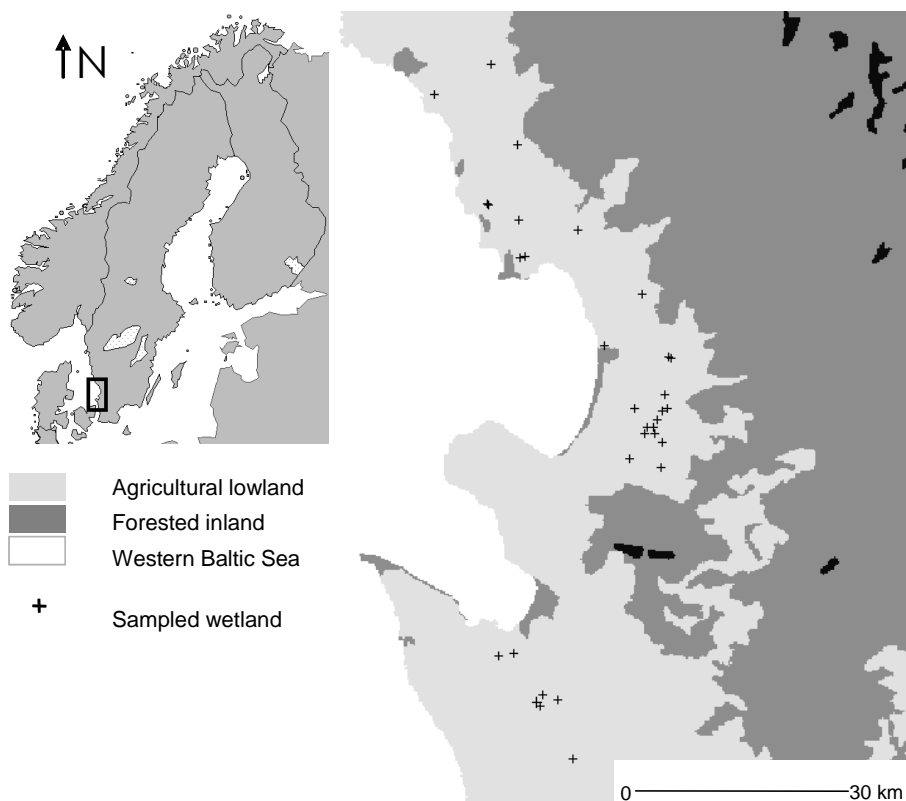 N
Agricultural lowland
Forested inland
Western Baltic Sea
Sampled wetland
0 30 km